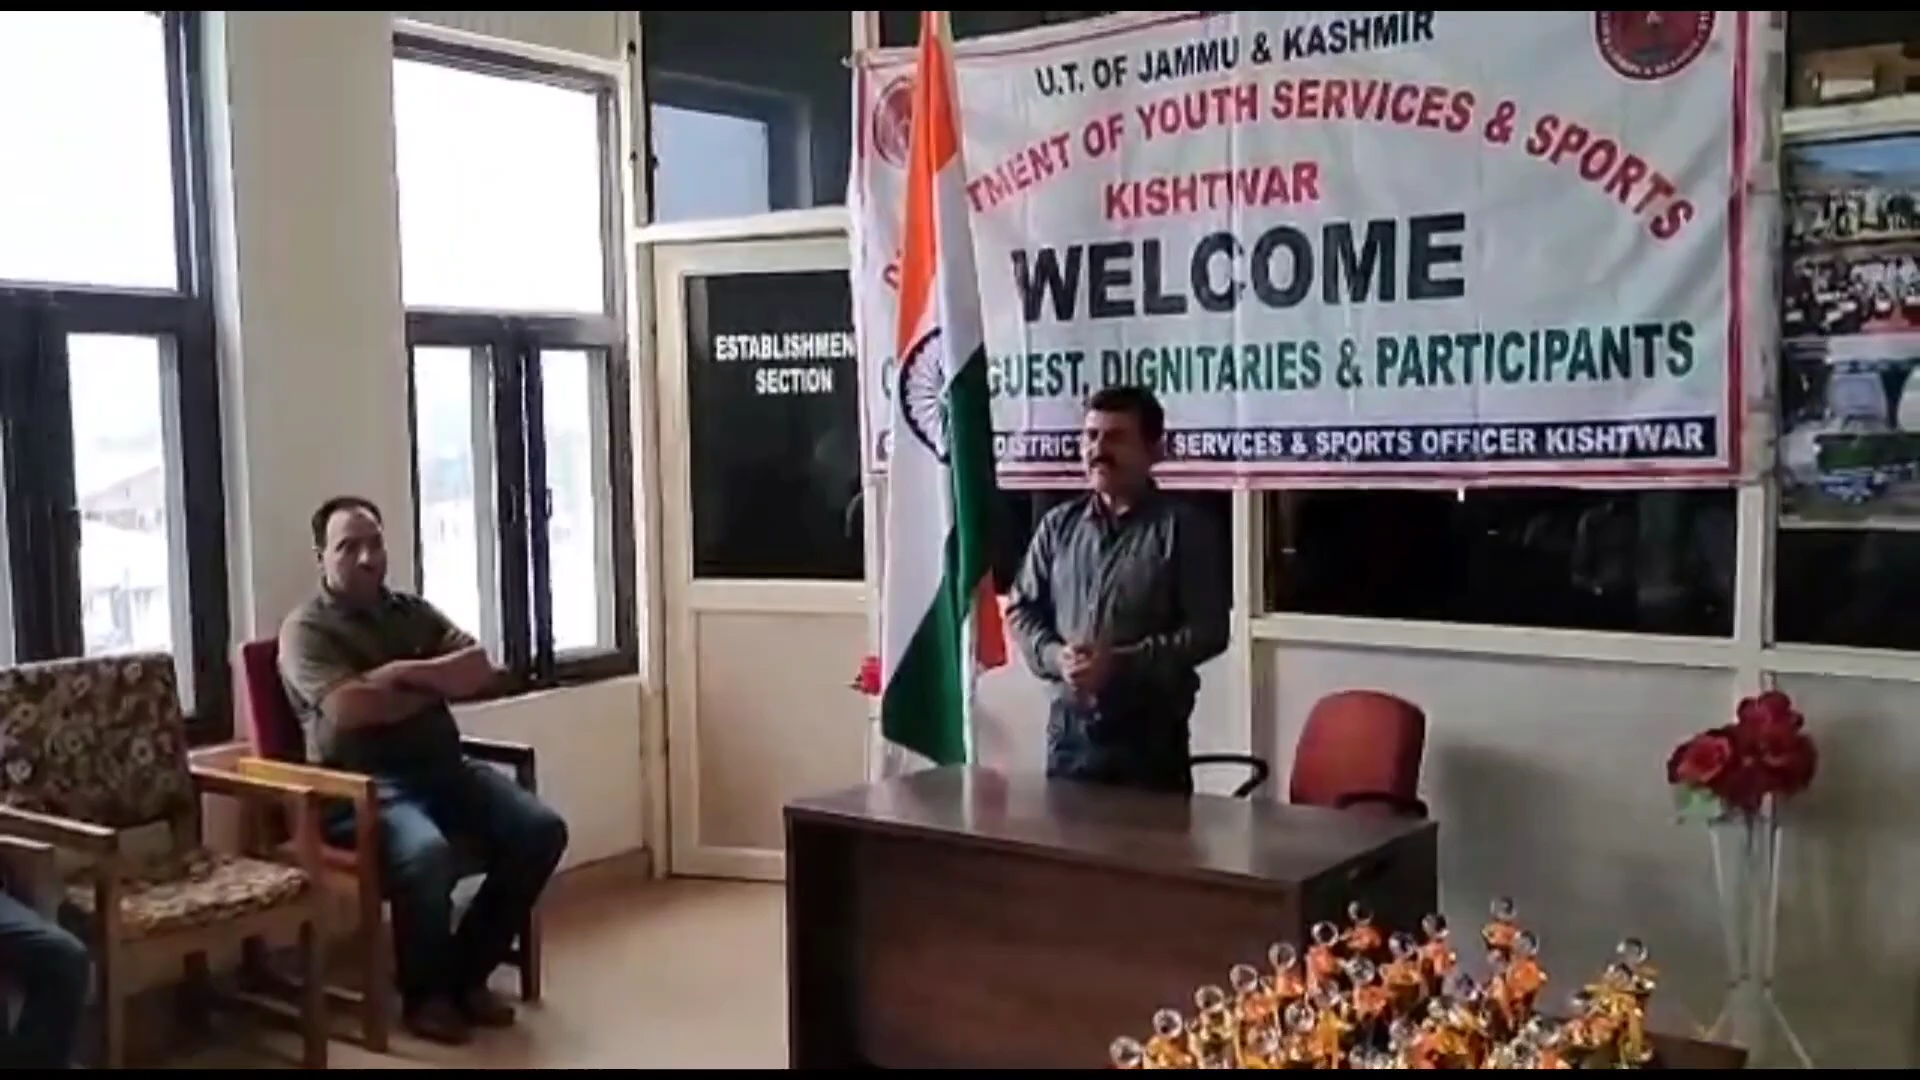 U.T. OF JAMMU & KASHMIR
OF YOUTH SERVICES & SPORTS
KISHTWAR
WELCOME
GUEST, DIGNITARIES & PARTICIPANTS
DISTRICT SERVICES & SPORTS OFFICER KISHTWAR
ESTABLISHMEN
SECTION